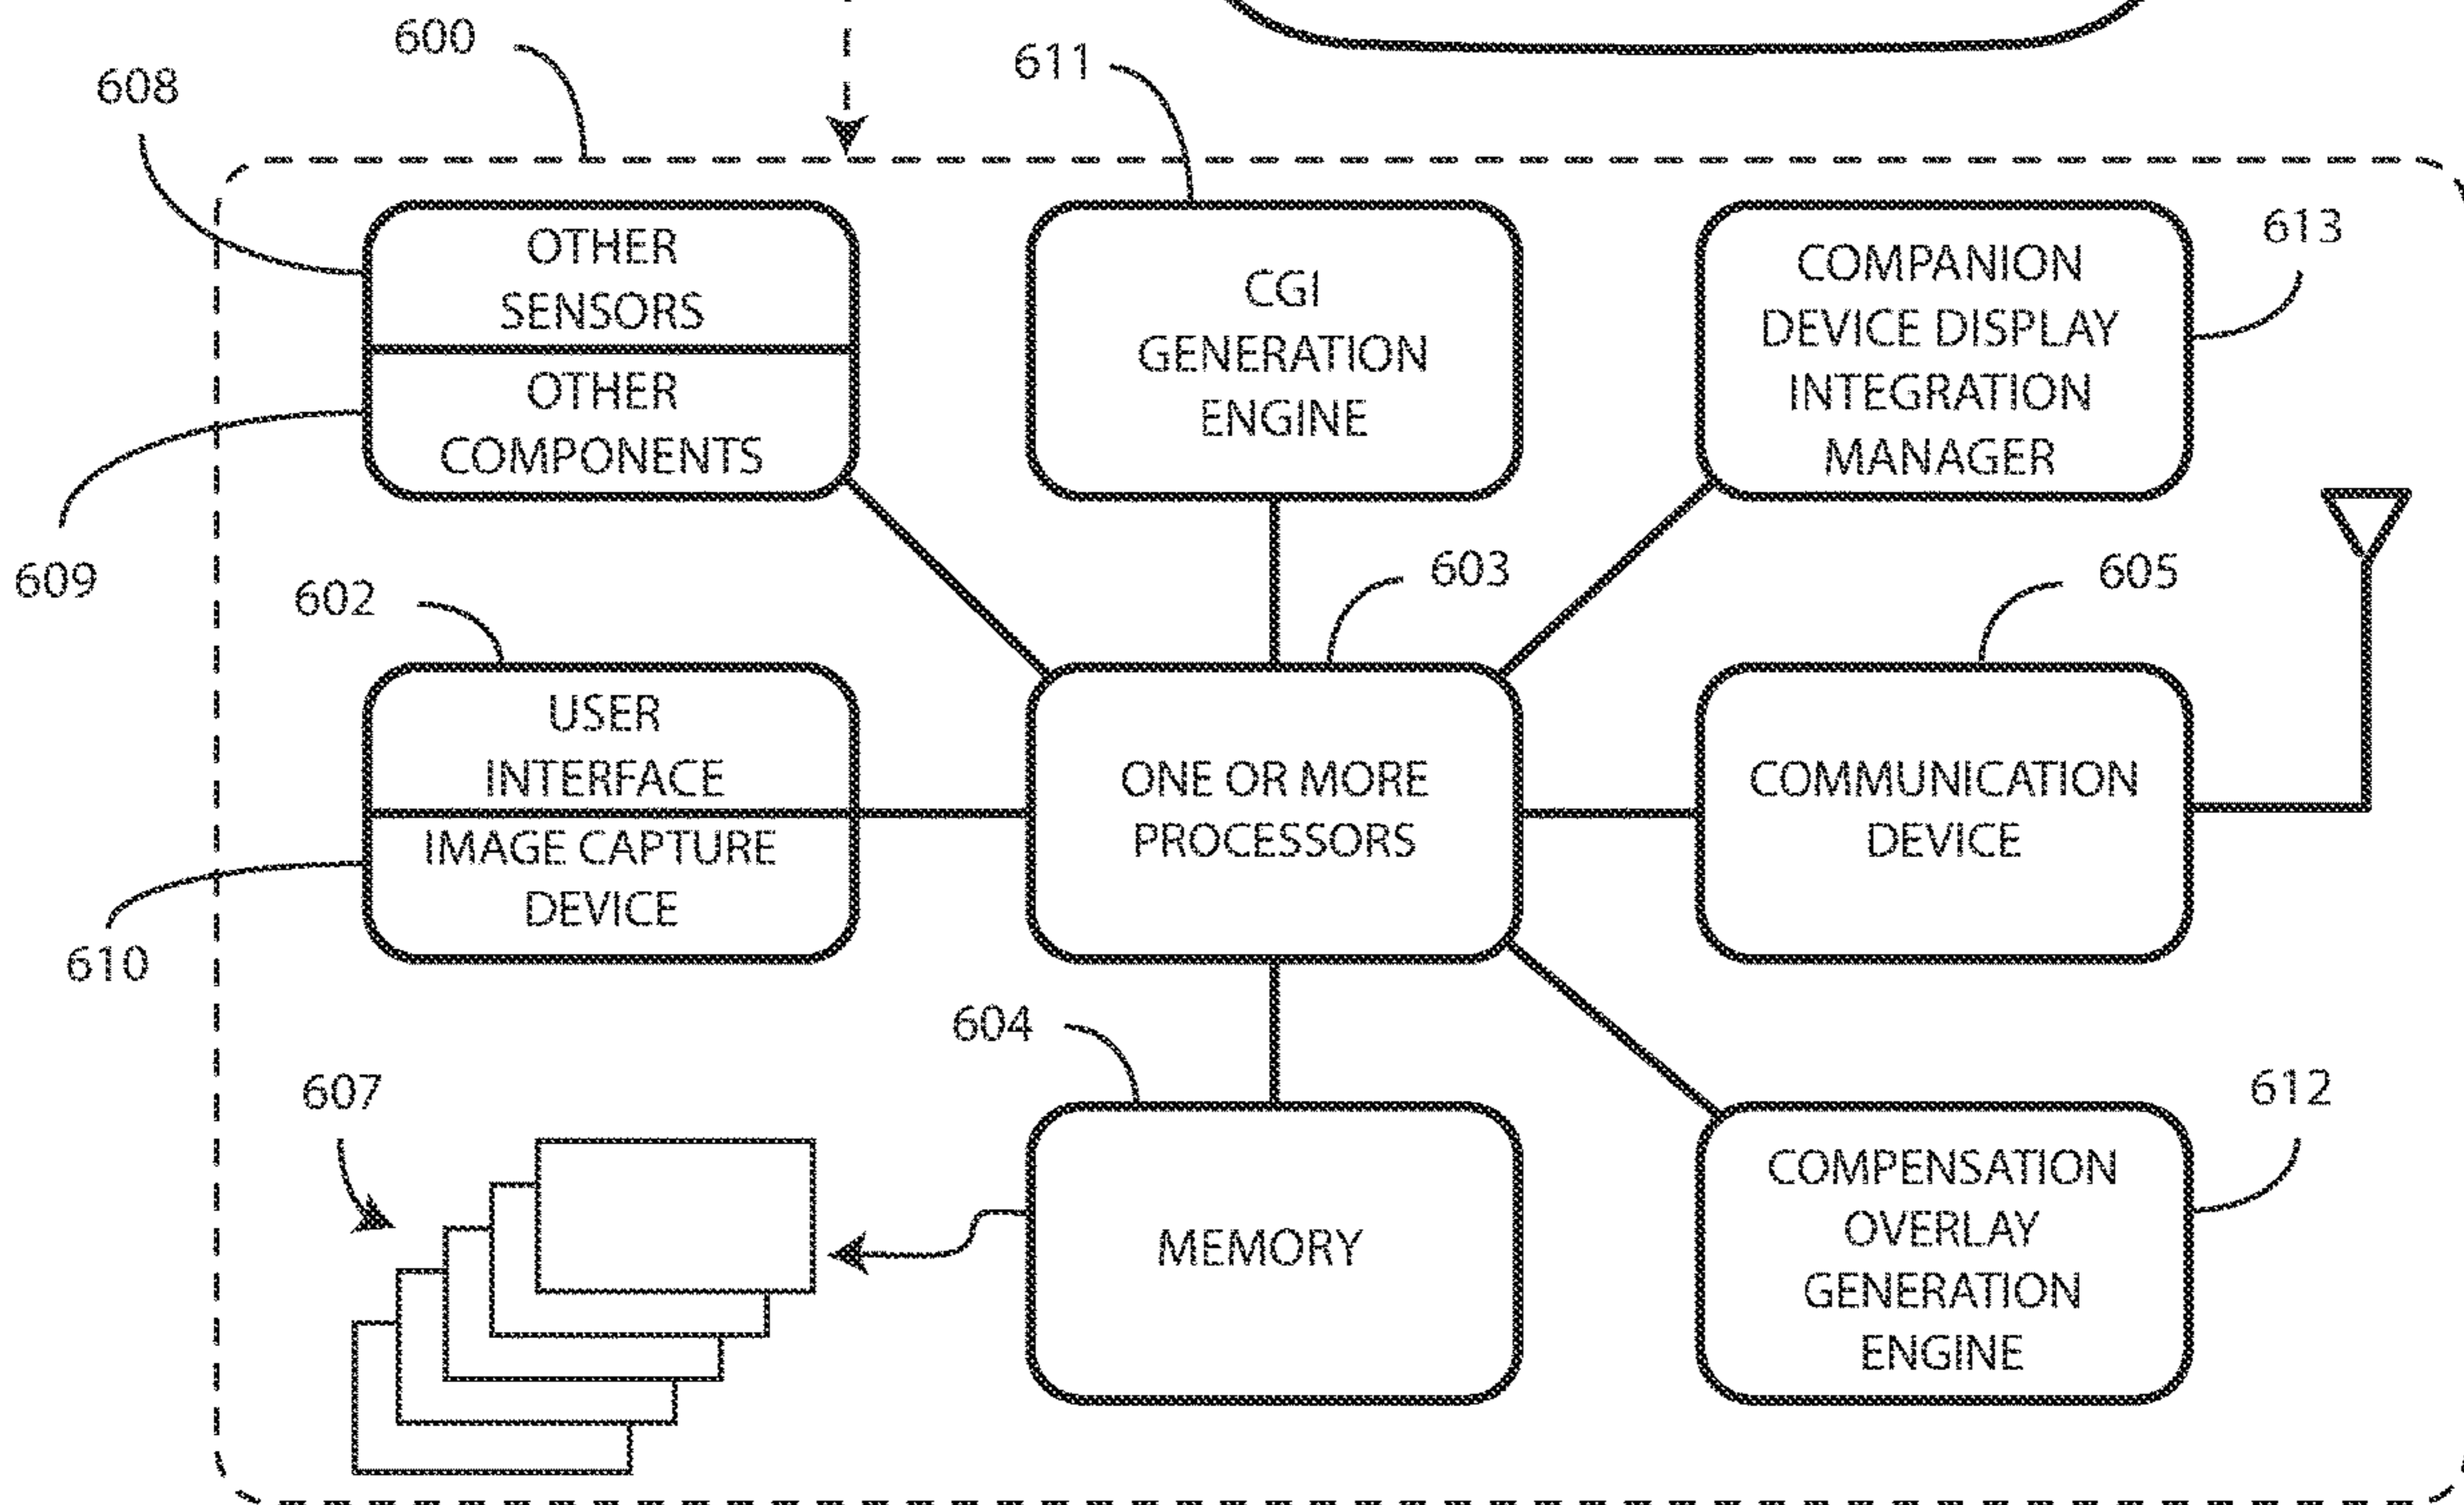 600
611
608
OTHER
SENSORS
OTHER
COMPONENTS
CGI
GENERATION
ENGINE
COMPANION
DEVICE DISPLAY
INTEGRATION
MANAGER
613
609
602
603
605
USER
INTERFACE
IMAGE CAPTURE
DEVICE
ONE OR MORE
PROCESSORS
COMMUNICATION
DEVICE
610
604
607
612
MEMORY
COMPENSATION
OVERLAY
GENERATION
ENGINE